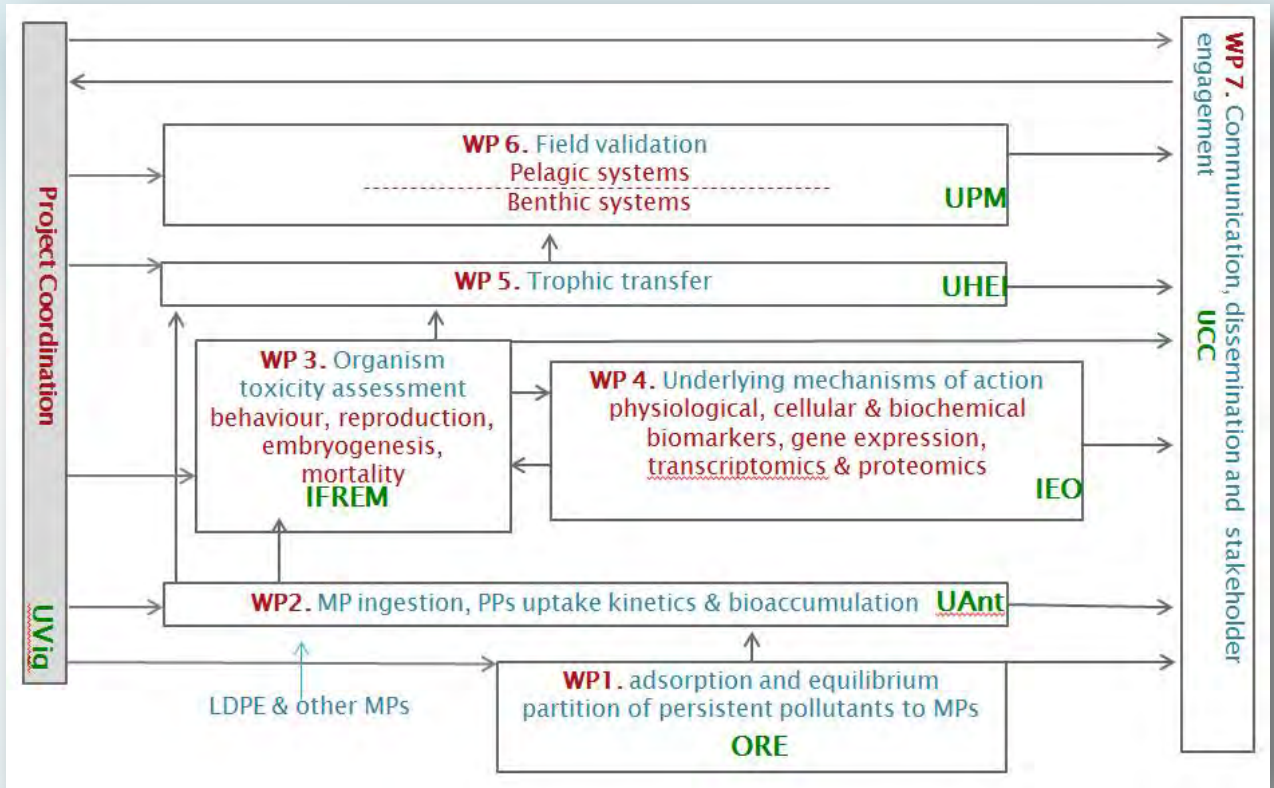 Project Coordination
UVig
WP 6. Field validation
Pelagic systems
Benthic systems
UPM
WP 5. Trophic transfer
UHEI
WP 3. Organism
toxicity assessment
behaviour, reproduction,
embryogenesis,
mortality
IFREM
WP 4. Underlying mechanisms of action
physiological, cellular & biochemical
biomarkers, gene expression,
transcriptomics & proteomics
IEO
WP2. MP ingestion, PPs uptake kinetics & bioaccumulation
UAnt
LDPE & other MPs
WP1. adsorption and equilibrium
partition of persistent pollutants to MPs
ORE
WP 7. Communication, dissemination and stakeholder
engagement
UCC